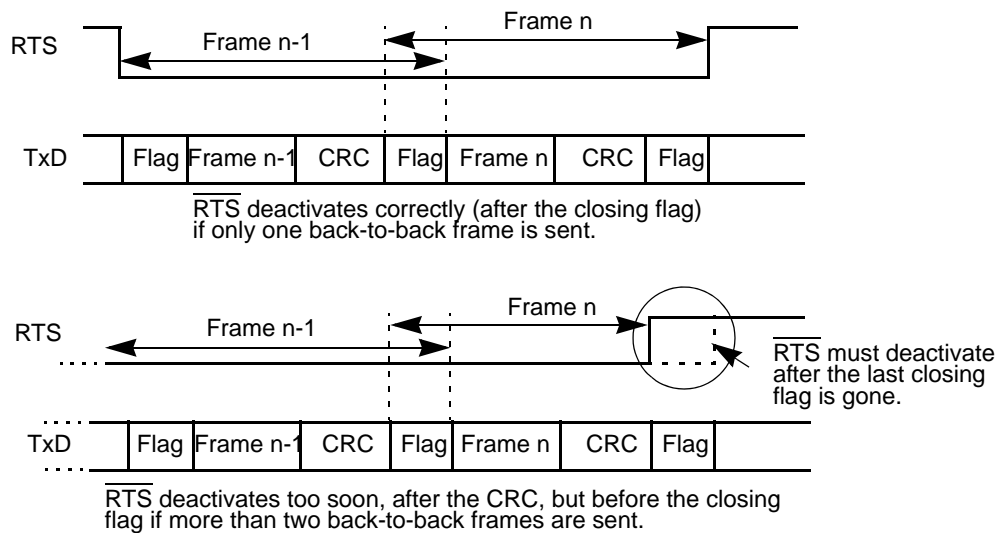 Frame n
RTS
Frame n-1
TxD
Flag Frame n-1 CRC Flag Frame n CRC Flag
RTS deactivates correctly (after the closing flag)
if only one back-to-back frame is sent.
Frame n
RTS
Frame n-1
RTS must deactivate
after the last closing
flag is gone.
TxD
Flag Frame n-1 CRC Flag Frame n CRC Flag
RTS deactivates too soon, after the CRC, but before the closing
flag if more than two back-to-back frames are sent.